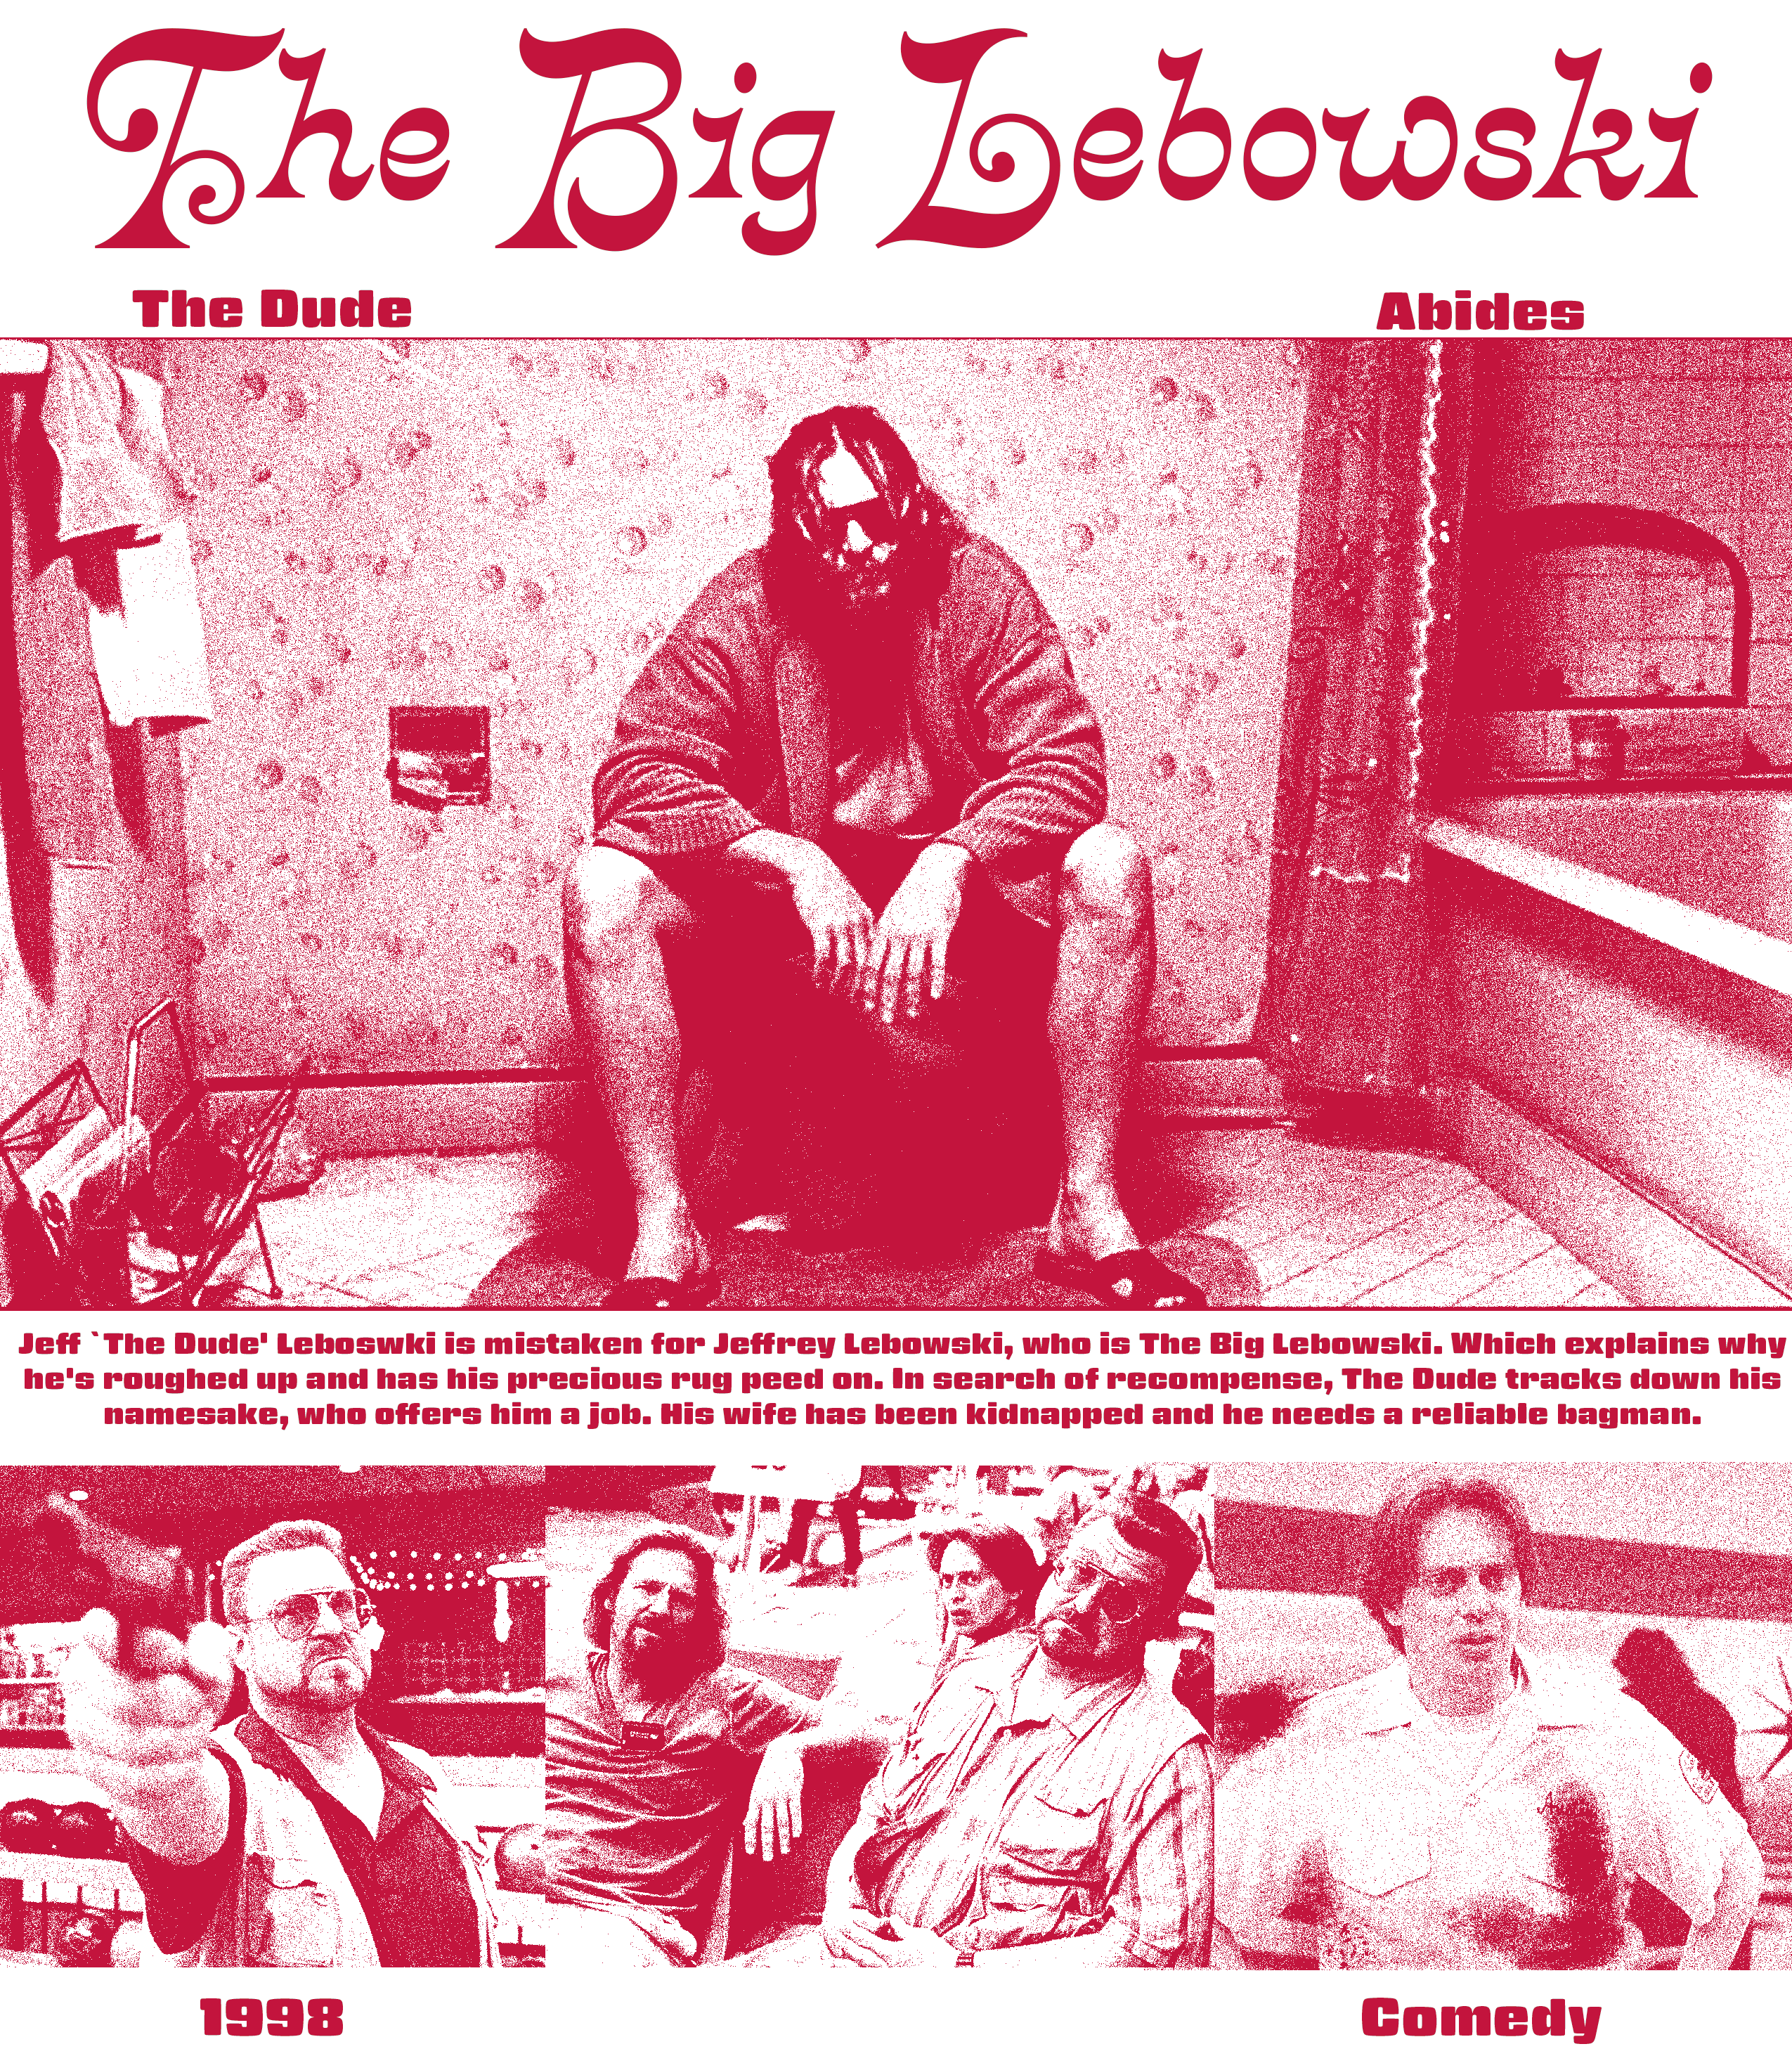 The Big Lebowski
The Dude
Abides
Jeff `The Dude' Leboswki is mistaken for Jeffrey Lebowski, who is The Big Lebowski. Which explains why
he's roughed up and has his precious rug peed on. In search of recompense, The Dude tracks down his
namesake, who offers him a job. His wife has been kidnapped and he needs a reliable bagman.
1998
Comedy